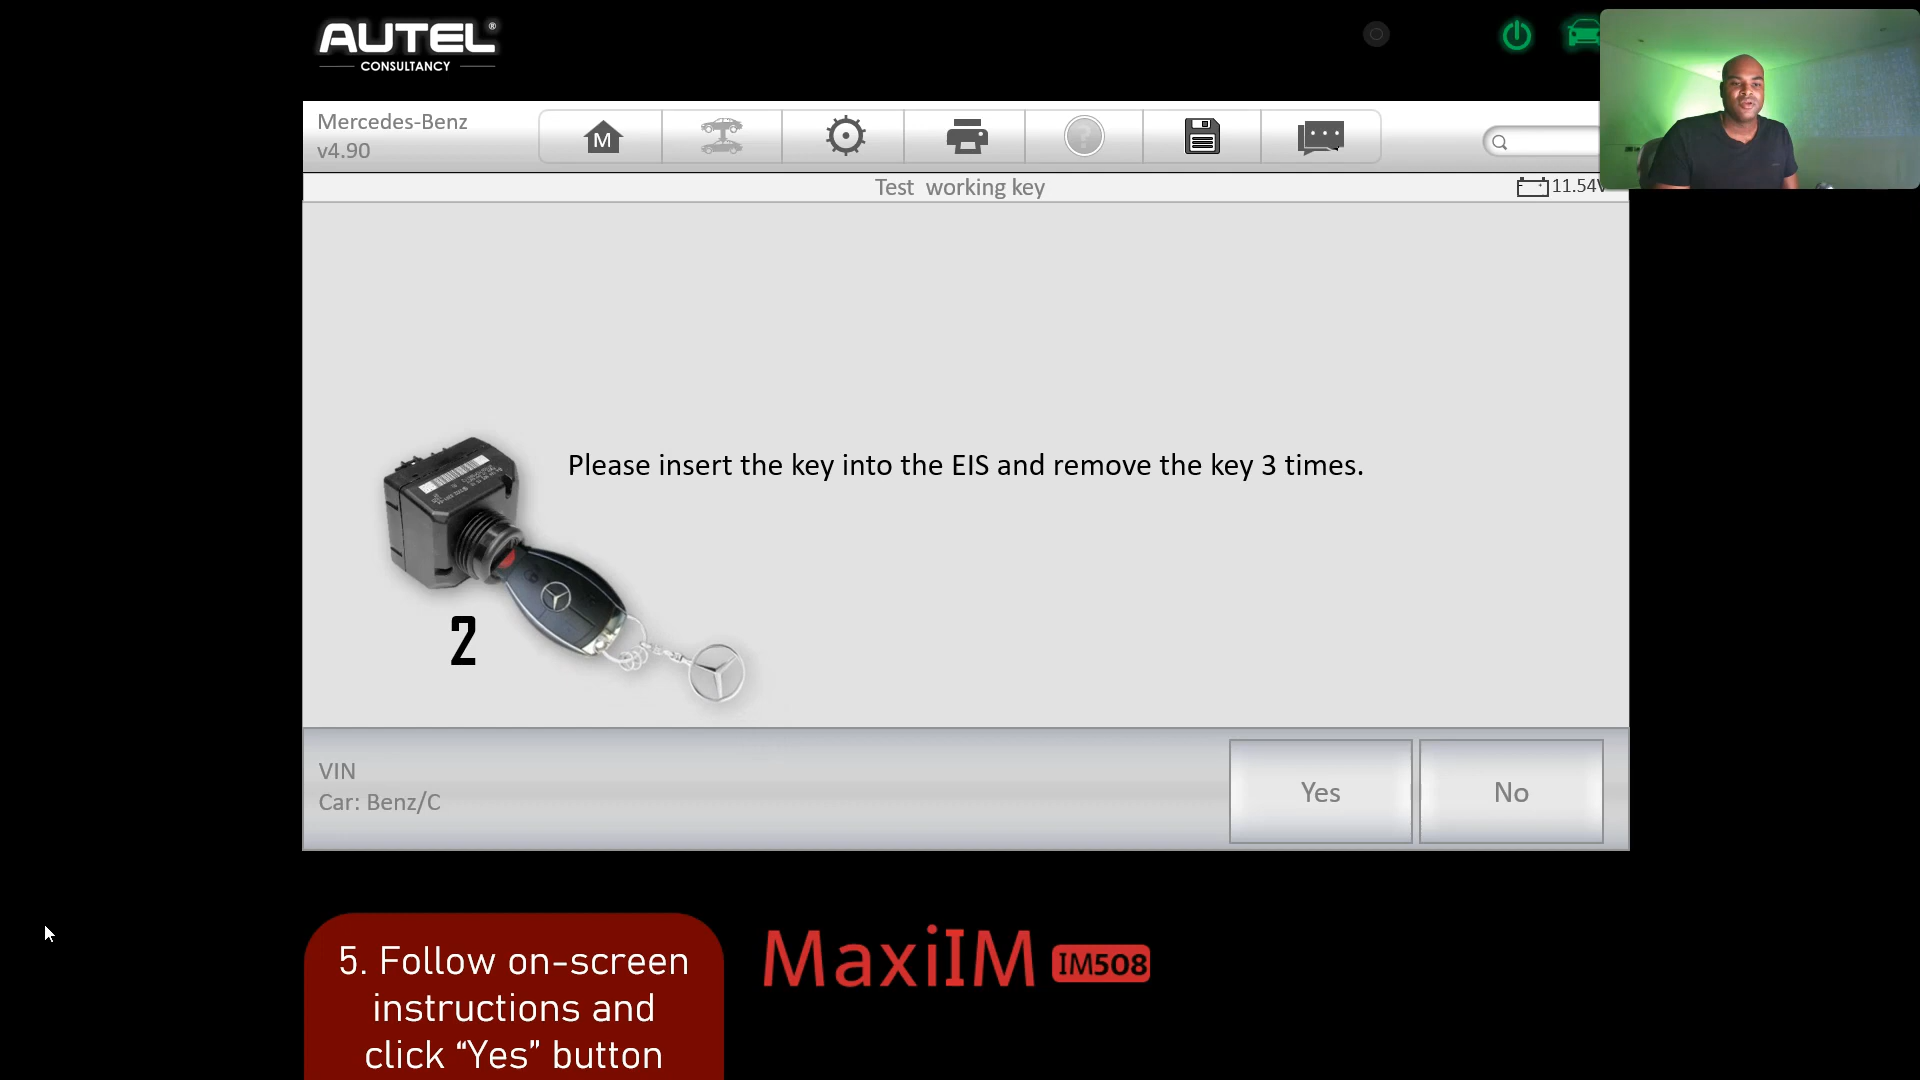 AUTEL®
CONSULTANCY
Mercedes-Benz
v4.90
M
?
Test working key
11.54V
Please insert the key into the EIS and remove the key 3 times.
2
VIN
Car: Benz/C
Yes
No
5. Follow on-screen
instructions and
click “Yes” button
MaxiIM IM508